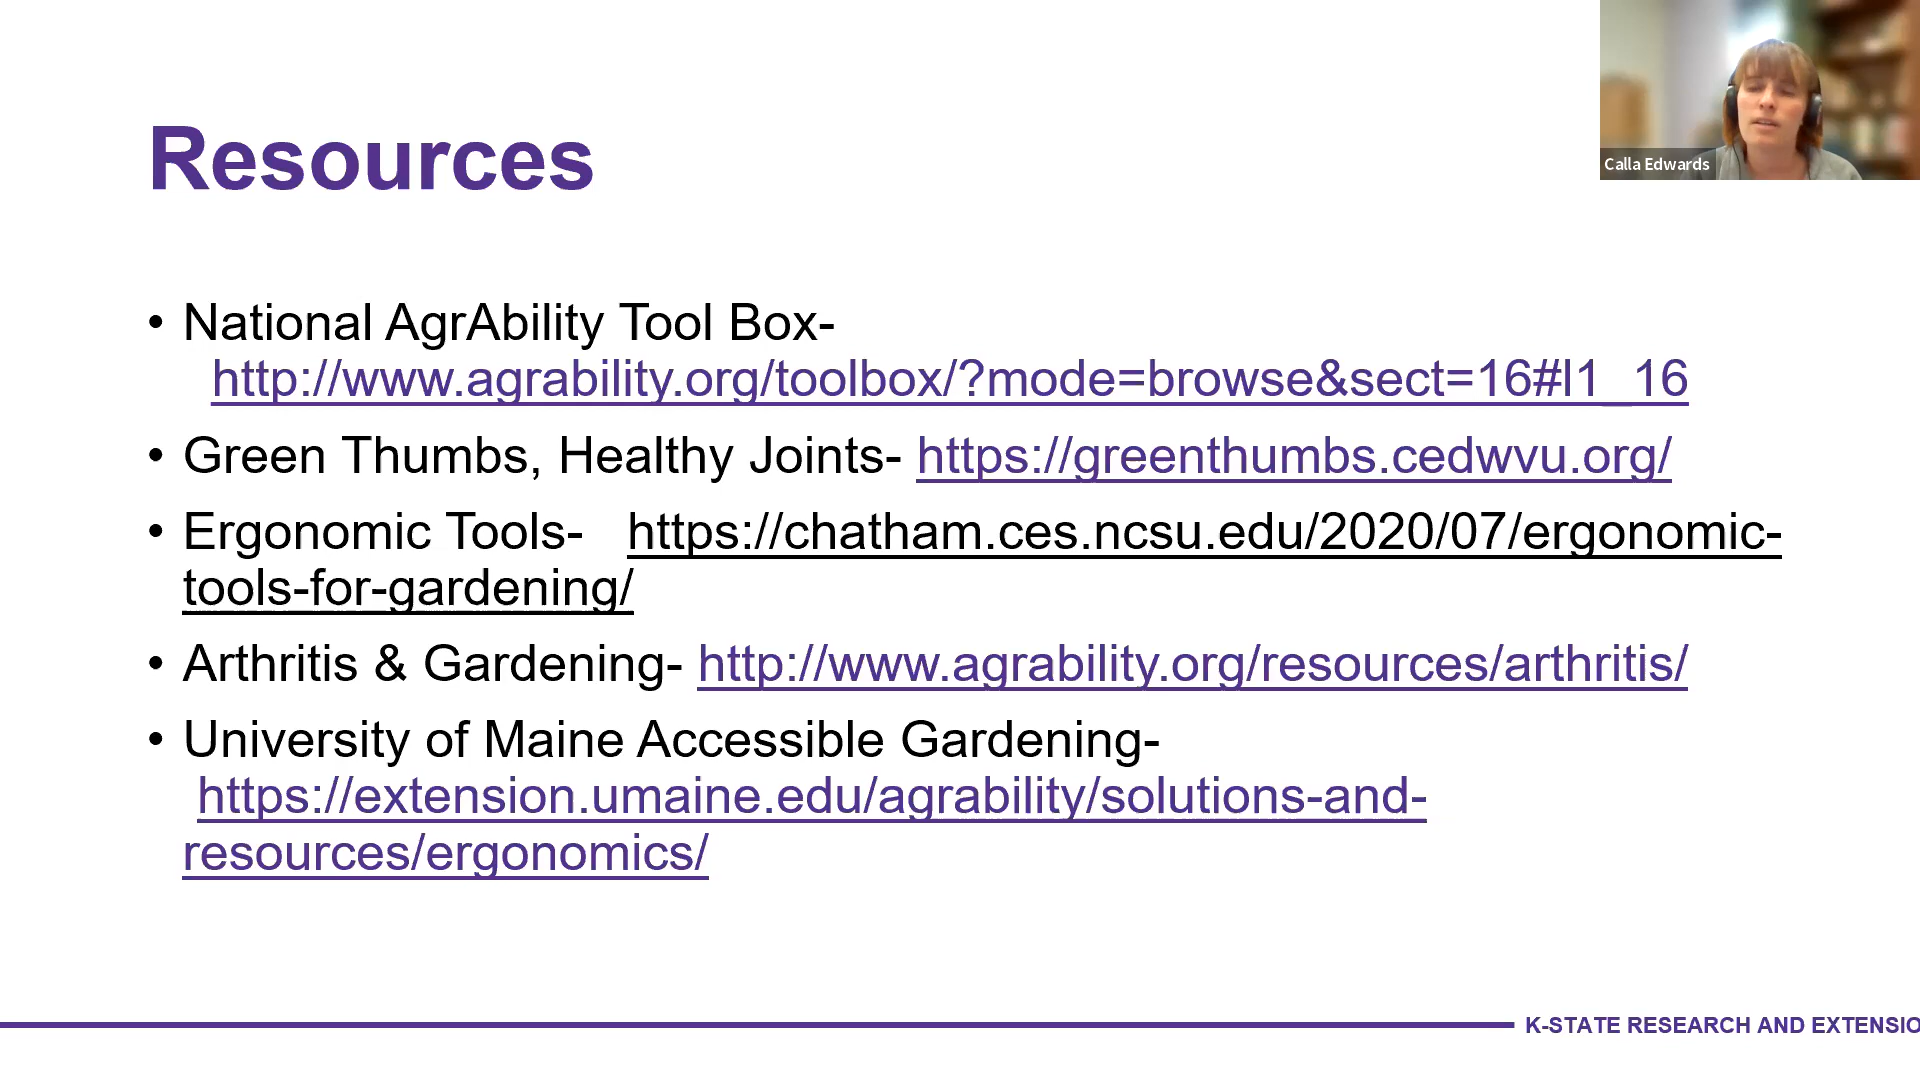 Calla Edwards
Resources
• National AgrAbility Tool Box-
http://www.agrability.org/toolbox/?mode=browse&sect=16#l1_16
• Green Thumbs, Healthy Joints- https://greenthumbs.cedwvu.org/
• Ergonomic Tools- https://chatham.ces.ncsu.edu/2020/07/ergonomic-
tools-for-gardening/
• Arthritis & Gardening- http://www.agrability.org/resources/arthritis/
• University of Maine Accessible Gardening-
https://extension.umaine.edu/agrability/solutions-and-
resources/ergonomics/
K-STATE RESEARCH AND EXTENSIO